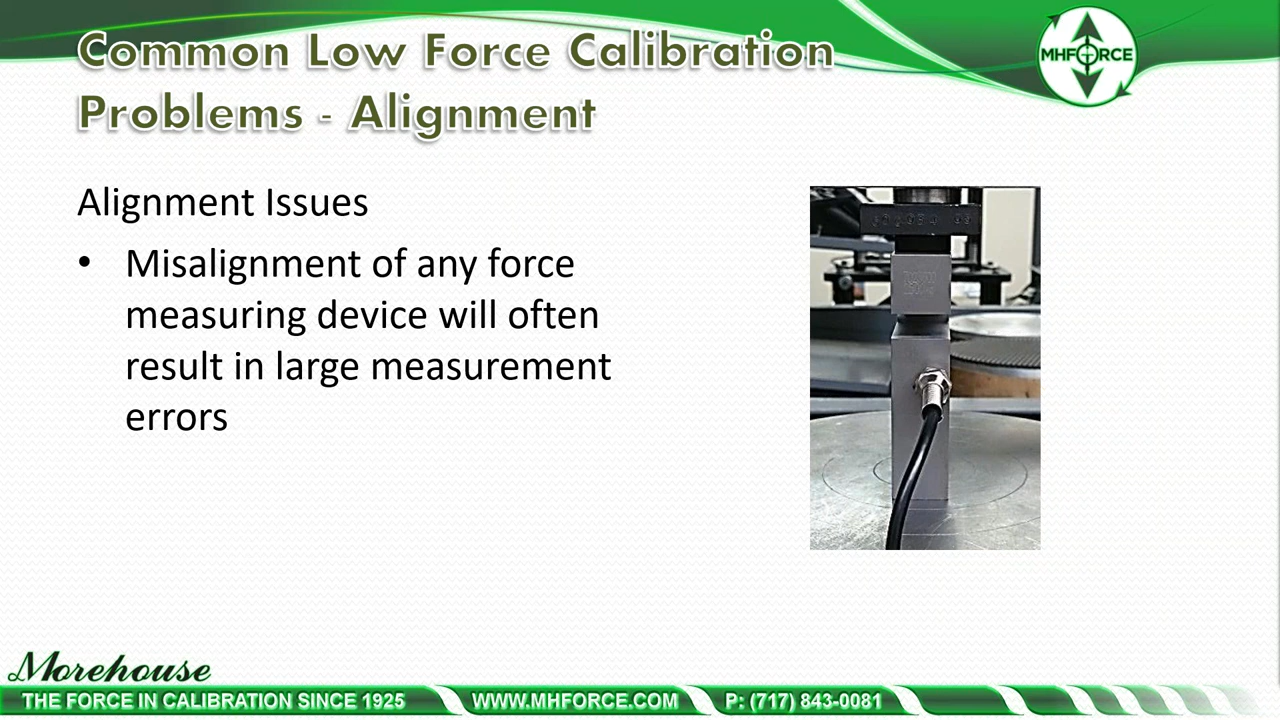 Common Low Force Calibration
Problems - Alignment
MHFORCE
Alignment Issues
• Misalignment of any force
measuring device will often
result in large measurement
errors
Morehouse
THE FORCE IN CALIBRATION SINCE 1925 WWW.MHFORCE.COM P: (717) 843-0081